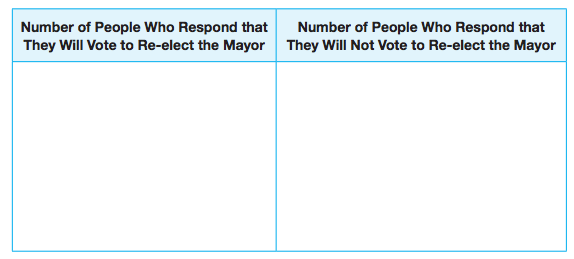 Number of People Who Respond that
They Will Vote to Re-elect the Mayor
Number of People Who Respond that
They Will Not Vote to Re-elect the Mayor